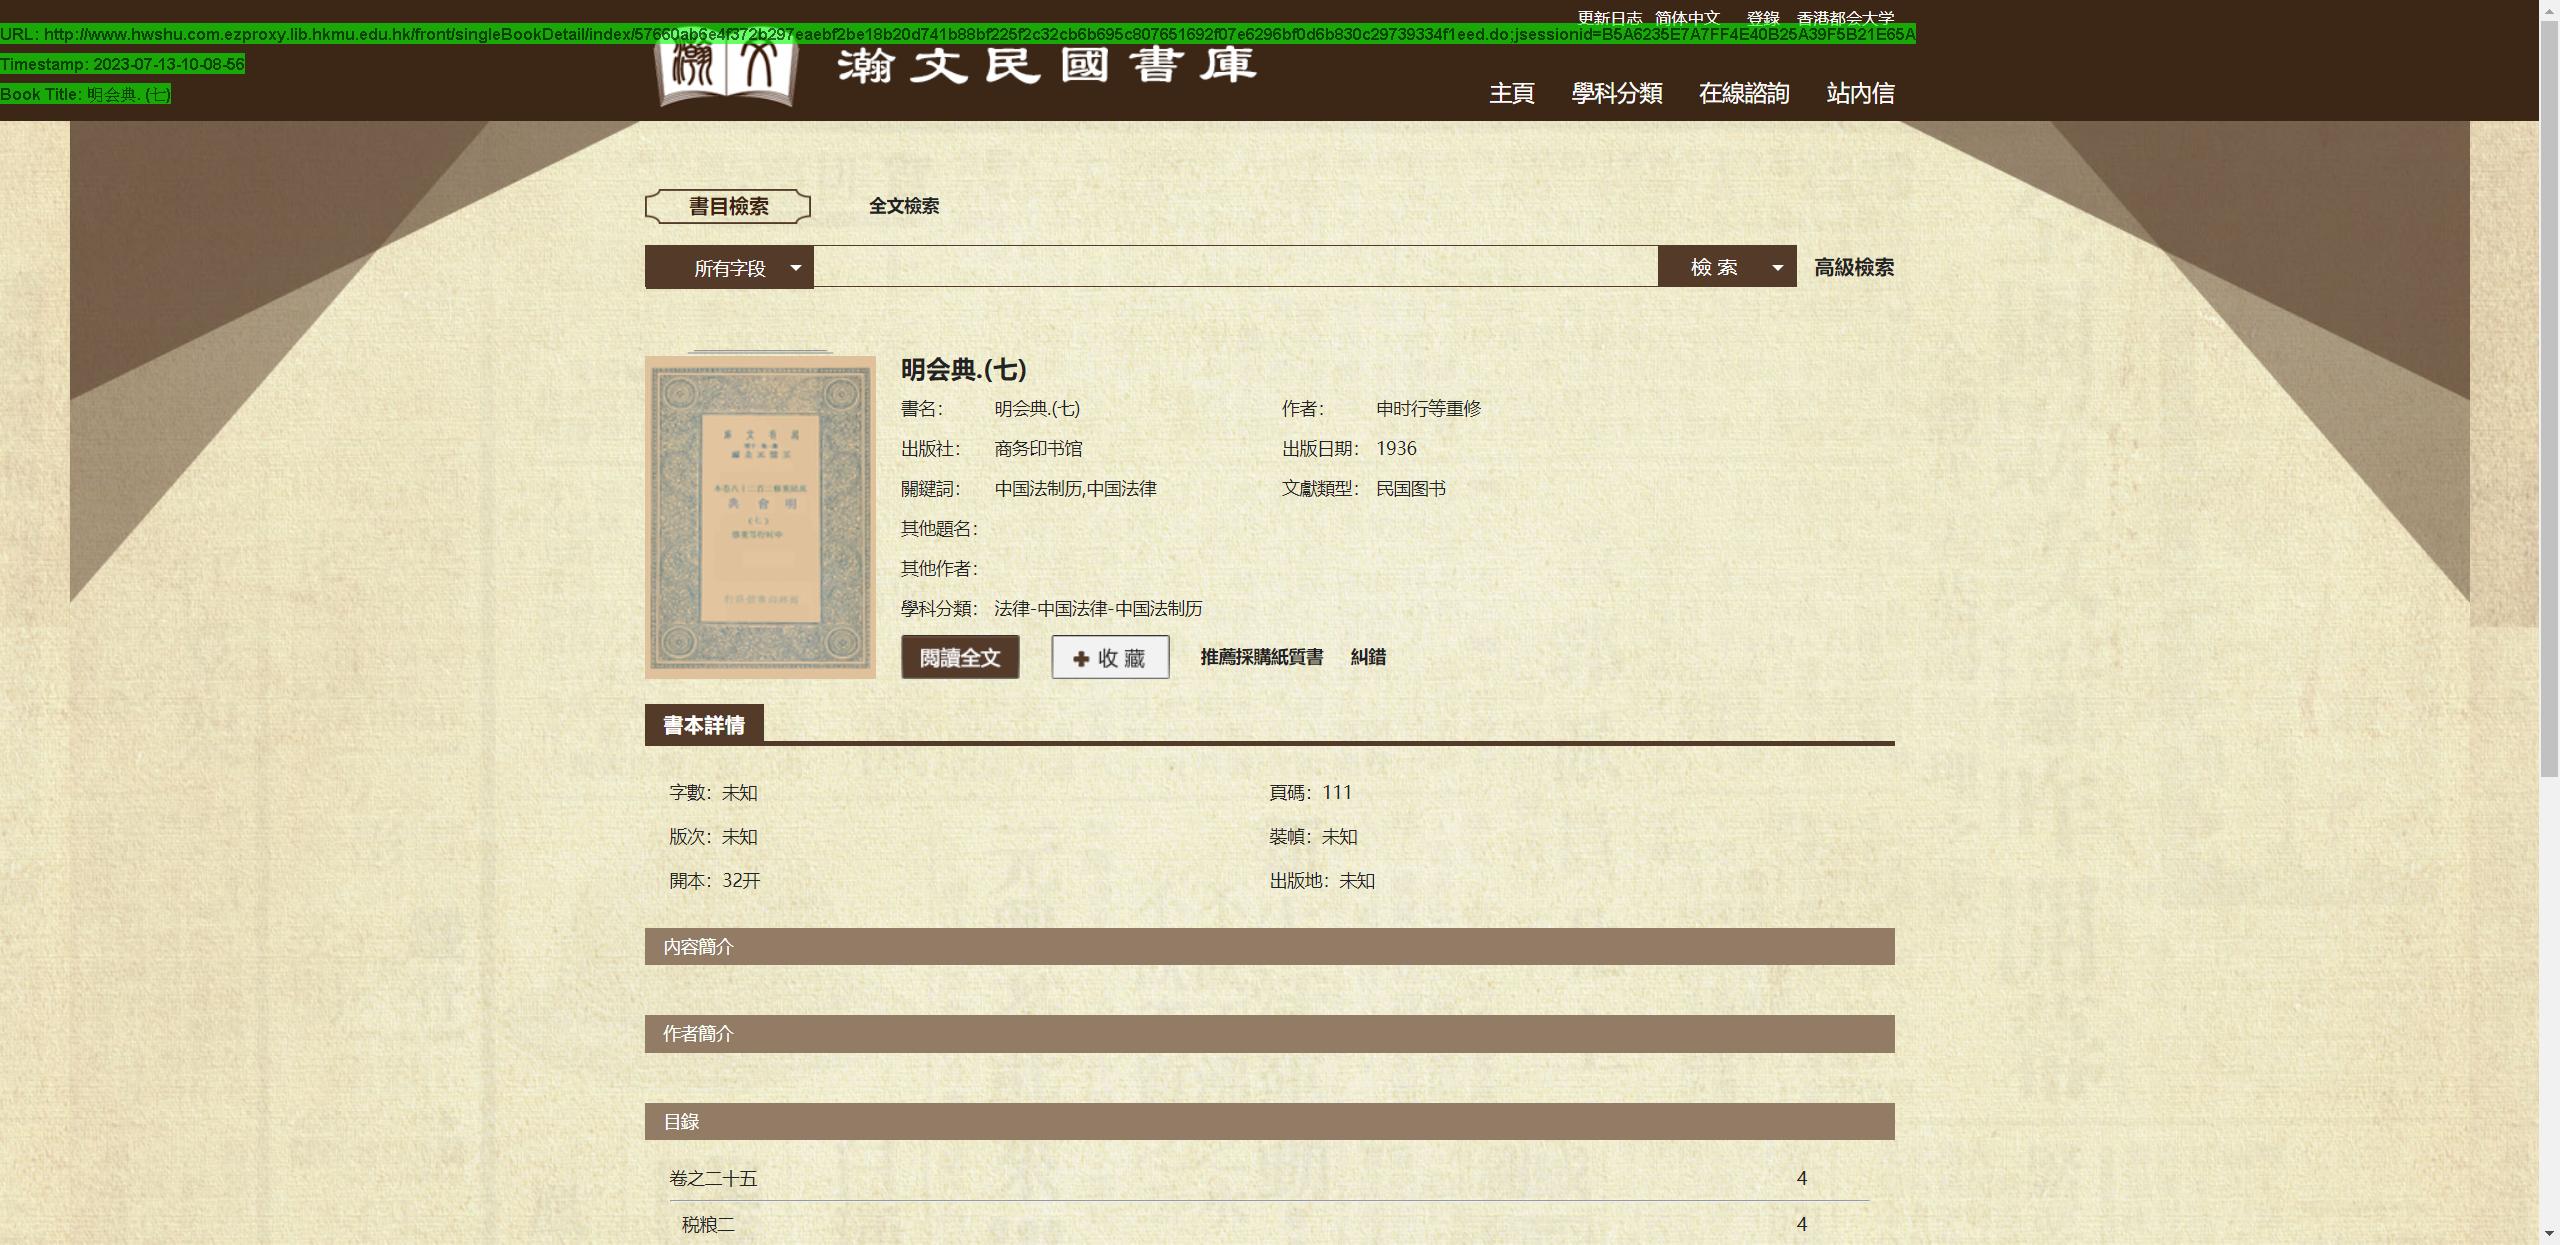 更新日志 简体中文 登錄 香港都会大学
URL: http://www.hwshu.com.ezproxy.lib.hkmu.edu.hk/front/singleBookDetail/index/57660ab6e4f372b297eaebf2be18b20d741b88bf225f2c32cb6b695c807651692f07e6296bf0d6b830c29739334f1eed.do;jsessionid=B5A6235E7A7FF4E40B25A39F5B21E65A
Timestamp: 2023-07-13-10-08-56
Book Title: 明会典. (七)
瀚文民國書庫
主頁 學科分類 在線諮詢 站內信
書目檢索 全文檢索
所有字段 檢 索 高級檢索
明会典.(七)
書名： 明会典.(七) 作者： 申时行等重修
出版社： 商务印书馆 出版日期： 1936
關鍵詞： 中国法制历,中国法律 文獻類型： 民国图书
其他題名：
其他作者：
學科分類： 法律-中国法律-中国法制历
閱讀全文 收 藏 推薦採購紙質書 糾錯
明會典
(七)
書本詳情
字數：未知 頁碼：111
版次：未知 裝幀：未知
開本：32开 出版地：未知
內容簡介
作者簡介
目錄
卷之二十五 4
税粮二 4